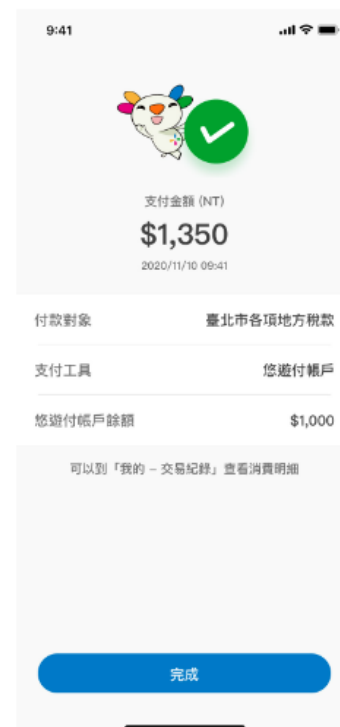 9:41
支付金額 (NT)
$1,350
2020/11/10 09:41
付款對象 臺北市各項地方稅款
支付工具 悠遊付帳戶
悠遊付帳戶餘額 $1,000
可以到「我的 – 交易紀錄」查看消費明細
完成